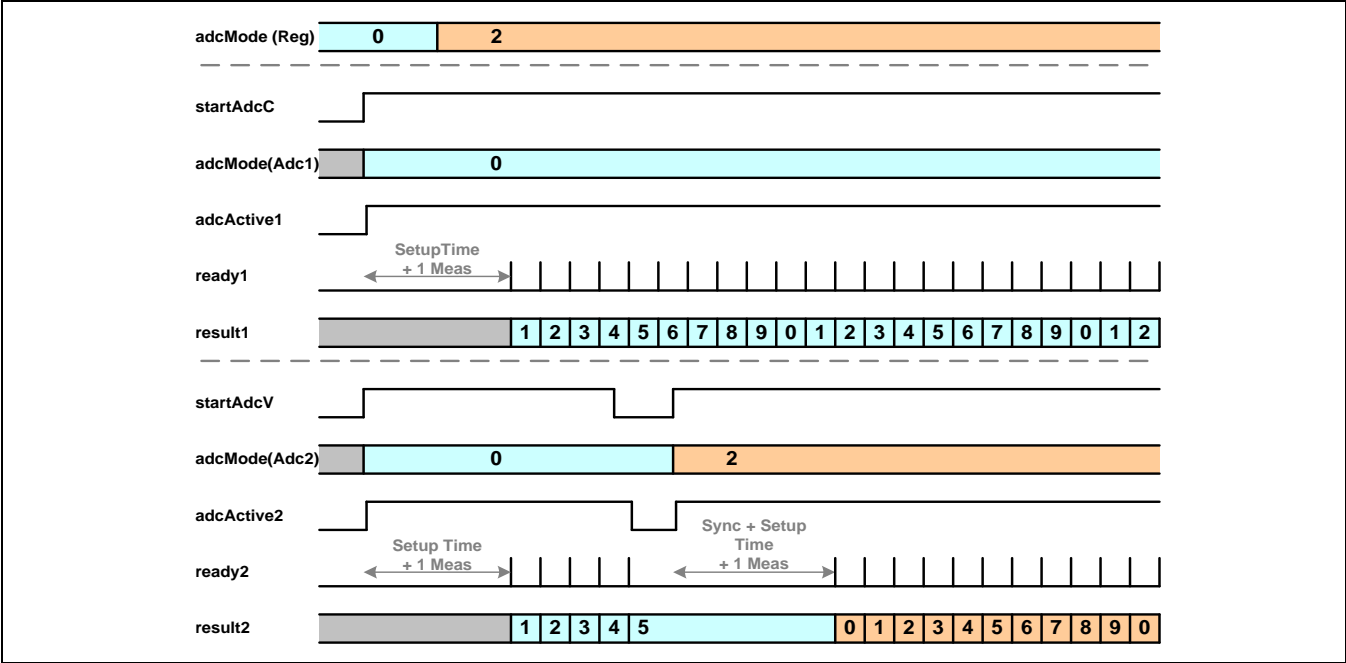 adcMode (Reg) 0 2
startAdcC
adcMode(Adc1) 0
adcActive1
SetupTime
+ 1 Meas
ready1
result1 1 2 3 4 5 6 7 8 9 0 1 2 3 4 5 6 7 8 9 0 1 2
startAdcV
adcMode(Adc2) 0 2
adcActive2
Setup Time
+ 1 Meas
Sync + Setup
Time
+ 1 Meas
ready2
result2 1 2 3 4 5 0 1 2 3 4 5 6 7 8 9 0